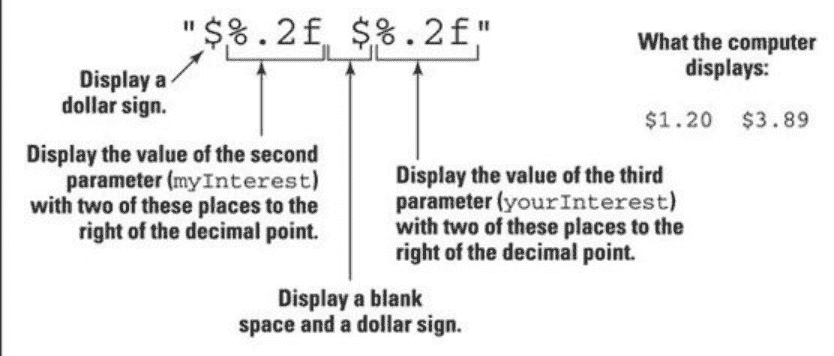 "$%.2f $%.2f"
What the computer
displays:
$1.20 $3.89
Display a
dollar sign.
Display the value of the second
parameter (myInterest)
with two of these places to the
right of the decimal point.
Display the value of the third
parameter (yourInterest)
with two of these places to the
right of the decimal point.
Display a blank
space and a dollar sign.